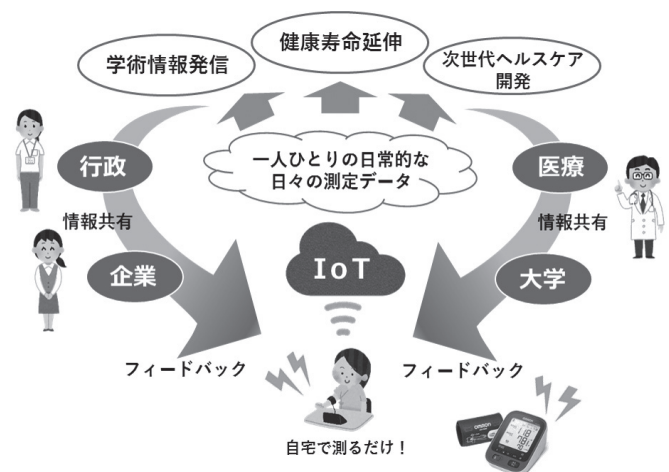 健康寿命延伸
学術情報発信
次世代ヘルスケア
開発
一人ひとりの日常的な
日々の測定データ
行政
医療
情報共有
情報共有
IoT
企業
大学
フィードバック
フィードバック
自宅で測るだけ！